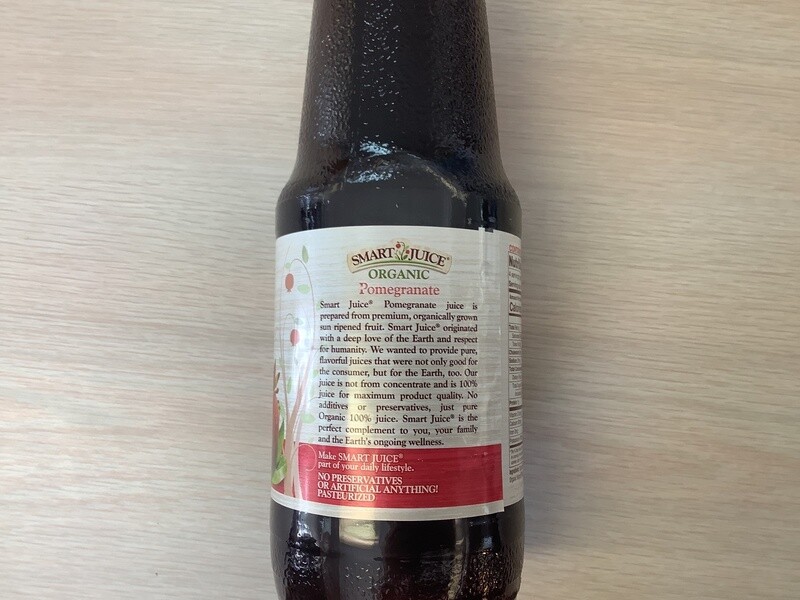 SMART JUICE®
ORGANIC
Pomegranate
Smart Juice® Pomegranate juice is
prepared from premium, organically grown
sun ripened fruit. Smart Juice® originated
with a deep love of the Earth and respect
for humanity. We wanted to provide pure,
flavorful juices that were not only good for
the consumer, but for the Earth, too. Our
juice is not from concentrate and is 100%
juice for maximum product quality. No
additives or preservatives, just pure
Organic 100% juice. Smart Juice® is the
perfect complement to you, your family
and the Earth's ongoing wellness.
Make SMART JUICE®
part of your daily lifestyle.
NO PRESERVATIVES
OR ARTIFICIAL ANYTHING!
PASTEURIZED